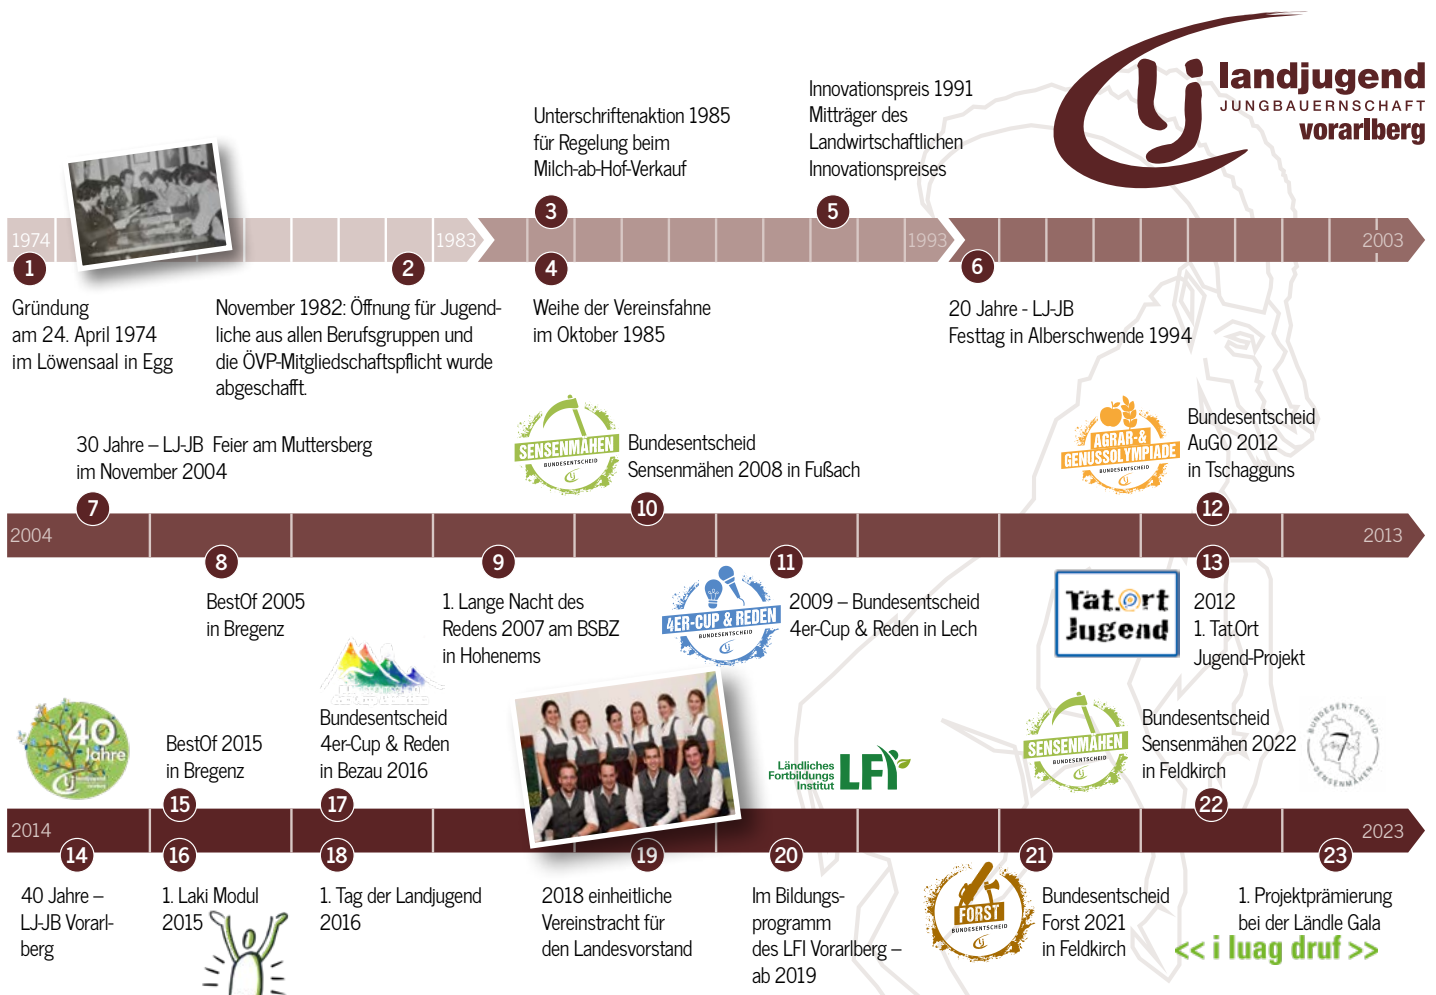 landjugend
JUNGBAUERNSCHAFT
vorarlberg
Unterschriftenaktion 1985
für Regelung beim
Milch-ab-Hof-Verkauf
Innovationspreis 1991
Mitträger des
Landwirtschaftlichen
Innovationspreises
3
5
1974
1983
1993
2003
1
2
4
6
Gründung
am 24. April 1974
im Löwensaal in Egg
November 1982: Öffnung für Jugend-
liche aus allen Berufsgruppen und
die ÖVP-Mitgliedschaftspflicht wurde
abgeschafft.
Weihe der Vereinsfahne
im Oktober 1985
20 Jahre - LJ-JB
Festtag in Alberschwende 1994
30 Jahre – LJ-JB Feier am Muttersberg
im November 2004
SENSENMÄHEN
BUNDESENTSCHEID
Bundesentscheid
Sensenmähen 2008 in Fußach
AGRAR-&
GENUSSOLYMPIADE
BUNDESENTSCHEID
Bundesentscheid
AuGO 2012
in Tschagguns
7
10
12
2004
2013
8
9
11
13
BestOf 2005
in Bregenz
1. Lange Nacht des
Redens 2007 am BSBZ
in Hohenems
4ER-CUP & REDEN
BUNDESENTSCHEID
2009 – Bundesentscheid
4er-Cup & Reden in Lech
Tat.Ort
Jugend
2012
1. TatOrt
Jugend-Projekt
40
Jahre
landjugend
vorarlberg
BestOf 2015
in Bregenz
Bundesentscheid
4er-Cup & Reden
in Bezau 2016
Ländliches
Fortbildungs
Institut
LFI
SENSENMÄHEN
BUNDESENTSCHEID
Bundesentscheid
Sensenmähen 2022
in Feldkirch
BUNDESENTSCHEID
SENSENMÄHEN
15
17
22
2014
2023
14
16
18
19
20
21
23
40 Jahre –
LJ-JB Vorarl-
berg
1. Laki Modul
2015
1. Tag der Landjugend
2016
2018 einheitliche
Vereinstracht für
den Landesvorstand
Im Bildungs-
programm
des LFI Vorarlberg –
ab 2019
FORST
BUNDESENTSCHEID
Bundesentscheid
Forst 2021
in Feldkirch
1. Projektprämierung
bei der Ländle Gala
<< i luag druf >>